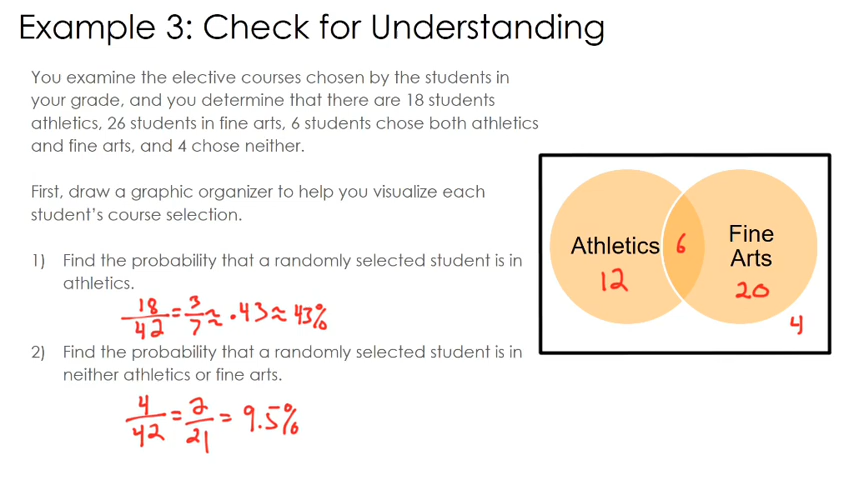 Example 3: Check for Understanding
You examine the elective courses chosen by the students in
your grade, and you determine that there are 18 students
athletics, 26 students in fine arts, 6 students chose both athletics
and fine arts, and 4 chose neither.
First, draw a graphic organizer to help you visualize each
student's course selection.
1) Find the probability that a randomly selected student is in
athletics.
18/42 = 3/7 ≈ .43 ≈ 43%
2) Find the probability that a randomly selected student is in
neither athletics or fine arts.
4/42 = 2/21 = 9.5%
Athletics 6 Fine
Arts
12 20
4